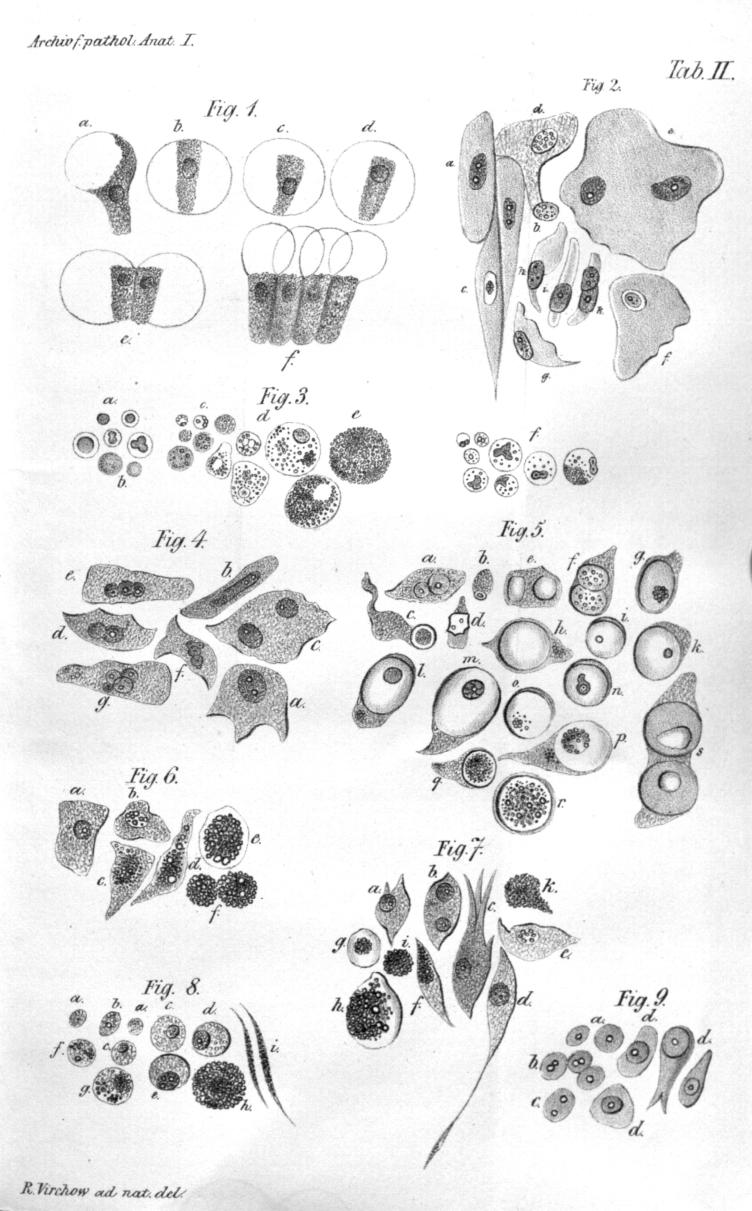 Archiv f. pathol. Anat. I.
Tab. II.
Fig. 1.
a. b. c. d.
e. f.
Fig 2.
a. d. e.
b.
c. h. i. k.
g. f.
Fig. 3.
a. c. d e
b.
f.
Fig. 4.
e. b.
d. f. c.
g. a.
Fig. 5.
a. b. e. f. g.
c. d. h. i. k.
l. m. o. n.
q. r. p. s
Fig. 6.
a. b.
c. d. e.
f.
Fig. 7.
a. b. c. k.
g. i. e.
h. f. d.
Fig. 8.
a. b. a. c. d.
f. c. i.
g. e. h.
Fig. 9.
a. d. d.
b.
c. d.
R. Virchow ad nat. del.